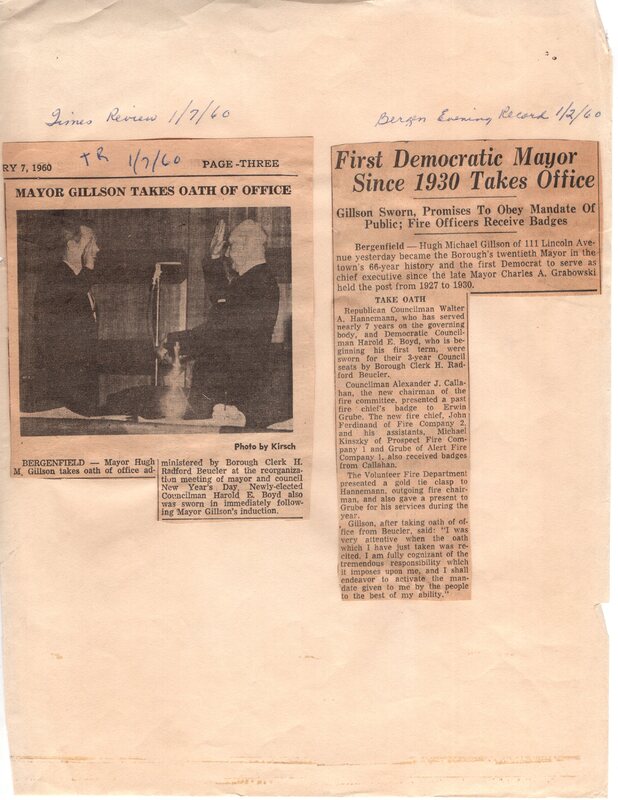 Times Review 1/7/60
RY 7, 1960
TR 1/7/60
PAGE-THREE
MAYOR GILLSON TAKES OATH OF OFFICE
Photo by Kirsch
BERGENFIELD — Mayor Hugh
M. Gillson takes oath of office ad-
ministered by Borough Clerk H.
Radford Beucler at the reorganiza-
tion meeting of mayor and council
New Year's Day. Newly-elected
Councilman Harold E. Boyd also
was sworn in immediately follow-
ing Mayor Gillson's induction.
Bergen Evening Record 1/2/60
First Democratic Mayor
Since 1930 Takes Office
Gillson Sworn, Promises To Obey Mandate Of
Public; Fire Officers Receive Badges
Bergenfield — Hugh Michael Gillson of 111 Lincoln Ave-
nue yesterday became the Borough's twentieth Mayor in the
town's 66-year history and the first Democrat to serve as
chief executive since the late Mayor Charles A. Grabowski
held the post from 1927 to 1930.
TAKE OATH
Republican Councilman Walter
A. Hannemann, who has served
nearly 7 years on the governing
body, and Democratic Council-
man Harold E. Boyd, who is be-
ginning his first term, were
sworn for their 3-year Council
seats by Borough Clerk H. Rad-
ford Beucler.
Councilman Alexander J. Calla-
han, the new chairman of the
fire committee, presented a past
fire chief's badge to Erwin
Grube. The new fire chief, John
Ferdinand of Fire Company 2,
and his assistants, Michael
Kinszky of Prospect Fire Com-
pany 1 and Grube of Alert Fire
Company 1, also received badges
from Callahan.
The Volunteer Fire Department
presented a gold tie clasp to
Hannemann, outgoing fire chair-
man, and also gave a present to
Grube for his services during the
year.
Gillson, after taking oath of of-
fice from Beucler, said: "I was
very attentive when the oath
which I have just taken was re-
cited. I am fully cognizant of the
tremendous responsibility which
it imposes upon me, and I shall
endeavor to activate the man-
date given to me by the people
to the best of my ability."